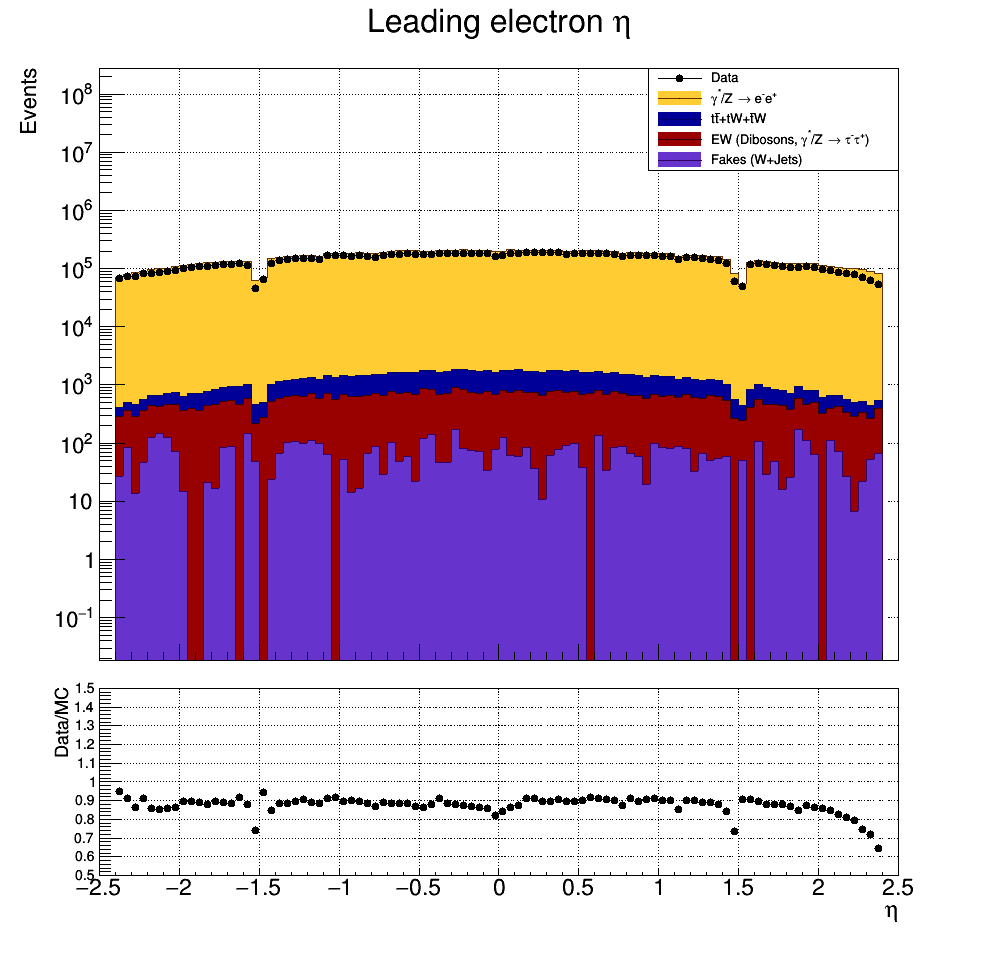 Leading electron η
Events
10⁸
10⁷
10⁶
10⁵
10⁴
10³
10²
10
1
10⁻¹
Data
γ*/Z → e⁻e⁺
tt̄+tW+t̄W
EW (Dibosons, γ*/Z → τ⁻τ⁺)
Fakes (W+Jets)
Data/MC
1.5
1.4
1.3
1.2
1.1
1
0.9
0.8
0.7
0.6
0.5
−2.5 −2 −1.5 −1 −0.5 0 0.5 1 1.5 2 2.5
η